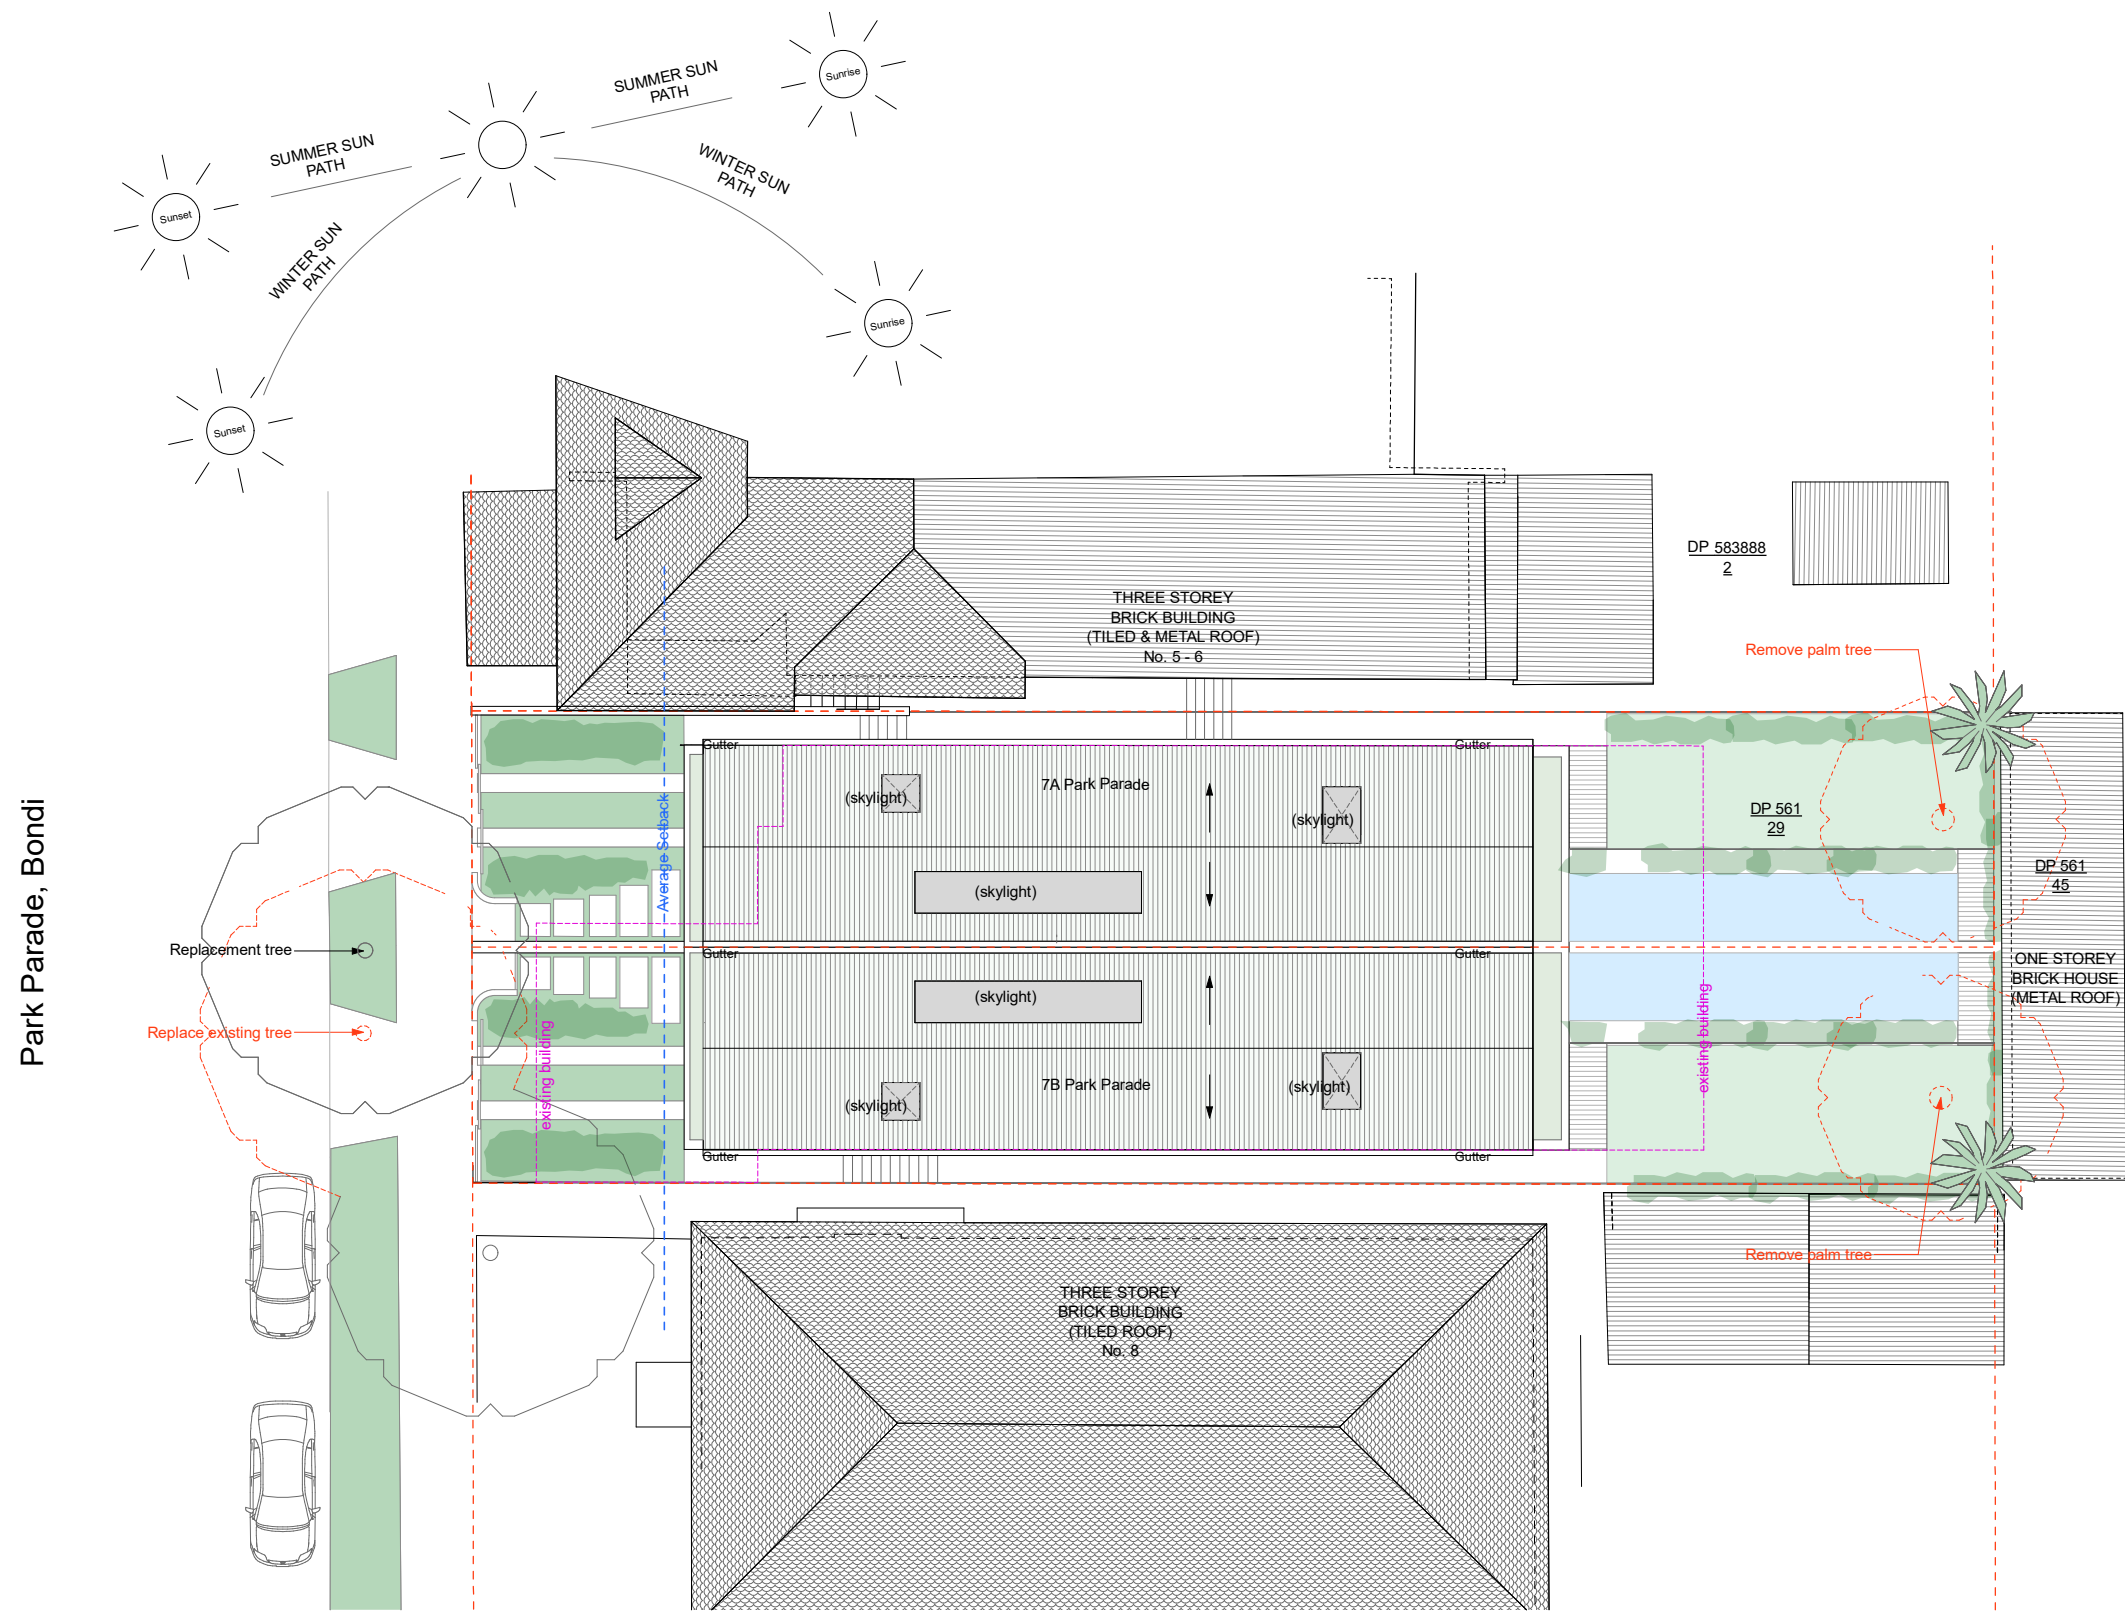 Sunrise
SUMMER SUN
PATH
SUMMER SUN
PATH
WINTER SUN
PATH
Sunset
WINTER SUN
PATH
Sunrise
Sunset
DP 583888
2
THREE STOREY
BRICK BUILDING
(TILED & METAL ROOF)
No. 5 - 6
Remove palm tree
Gutter
Gutter
7A Park Parade
(skylight)
(skylight)
DP 561
29
Average Setback
DP 561
45
(skylight)
Park Parade, Bondi
Replacement tree
Gutter
Gutter
ONE STOREY
BRICK HOUSE
(METAL ROOF)
(skylight)
Replace existing tree
existing building
existing building
7B Park Parade
(skylight)
(skylight)
Gutter
Gutter
Remove palm tree
THREE STOREY
BRICK BUILDING
(TILED ROOF)
No. 8